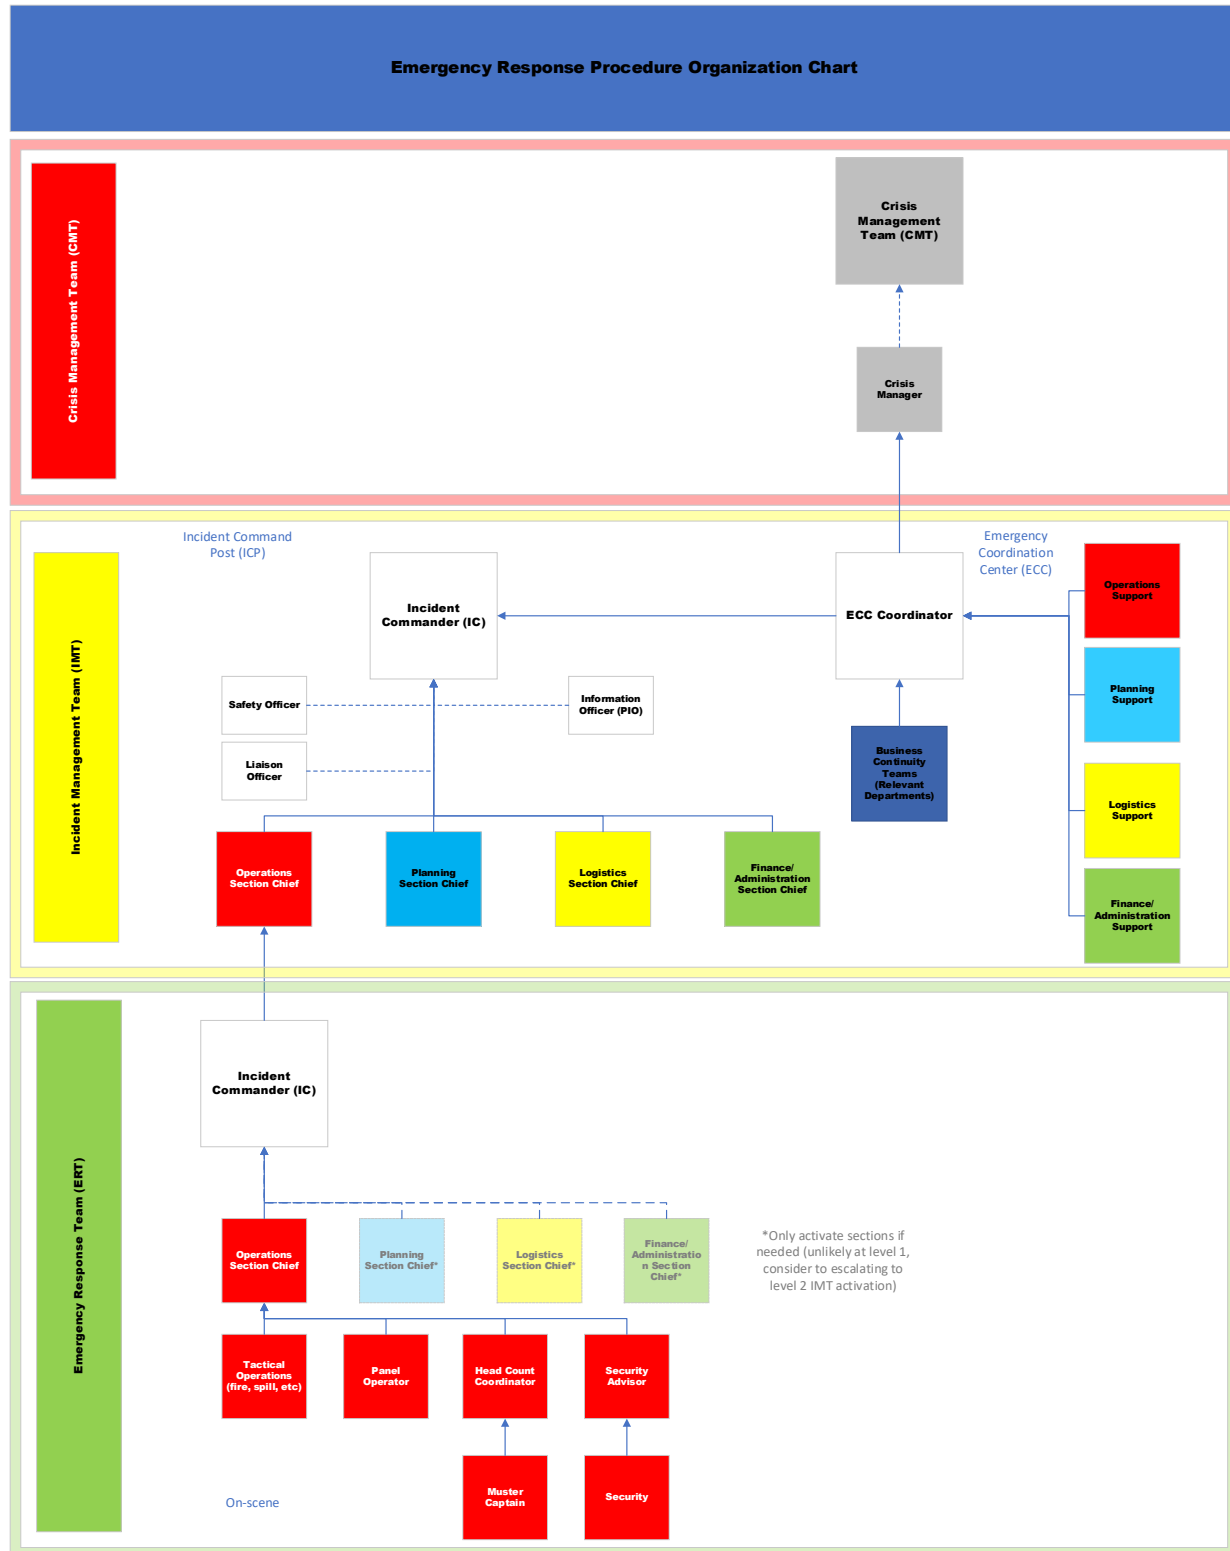 Emergency Response Procedure Organization Chart
Crisis Management Team (CMT)
Crisis
Management
Team (CMT)
Crisis
Manager
Incident Management Team (IMT)
Incident Command
Post (ICP)
Incident
Commander (IC)
ECC Coordinator
Emergency
Coordination
Center (ECC)
Operations
Support
Planning
Support
Logistics
Support
Finance/
Administration
Support
Safety Officer
Information
Officer (PIO)
Liaison
Officer
Business
Continuity
Teams
(Relevant
Departments)
Operations
Section Chief
Planning
Section Chief
Logistics
Section Chief
Finance/
Administration
Section Chief
Emergency Response Team (ERT)
Incident
Commander (IC)
Operations
Section Chief
Planning
Section Chief*
Logistics
Section Chief*
Finance/
Administratio
n Section
Chief*
*Only activate sections if
needed (unlikely at level 1,
consider to escalating to
level 2 IMT activation)
Tactical
Operations
(fire, spill, etc)
Panel
Operator
Head Count
Coordinator
Security
Advisor
Muster
Captain
Security
On-scene